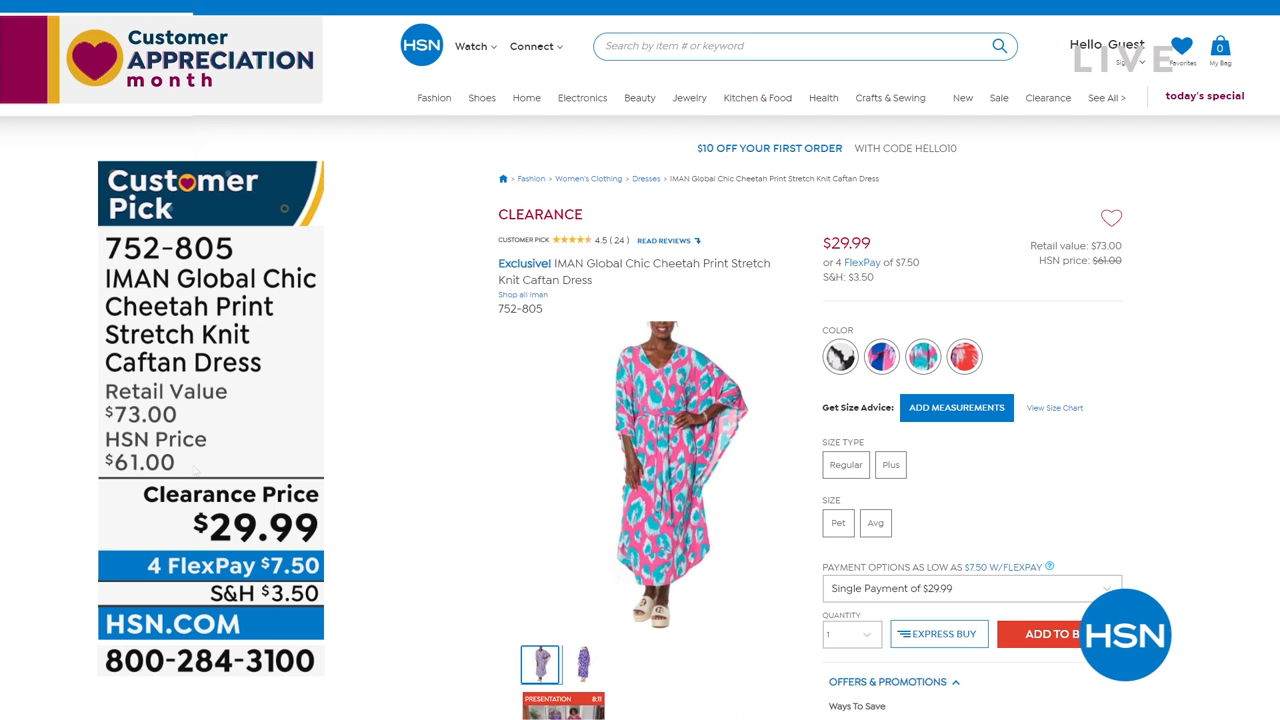 Customer
APPRECIATION
month
HSN
Watch
Connect
Search by item # or keyword
Hello, Guest
LIVE
Favorites
0
My Bag
Fashion
Shoes
Home
Electronics
Beauty
Jewelry
Kitchen & Food
Health
Crafts & Sewing
New
Sale
Clearance
See All >
today's special
$10 OFF YOUR FIRST ORDER WITH CODE HELLO10
> Fashion > Women's Clothing > Dresses > IMAN Global Chic Cheetah Print Stretch Knit Caftan Dress
Customer
Pick
752-805
IMAN Global Chic
Cheetah Print
Stretch Knit
Caftan Dress
Retail Value
$73.00
HSN Price
$61.00
Clearance Price
$29.99
4 FlexPay $7.50
S&H $3.50
HSN.COM
800-284-3100
CLEARANCE
CUSTOMER PICK 4.5 ( 24 ) READ REVIEWS
Exclusive! IMAN Global Chic Cheetah Print Stretch
Knit Caftan Dress
Shop all iman
752-805
PRESENTATION 8:11
$29.99
or 4 FlexPay of $7.50
S&H: $3.50
Retail value: $73.00
HSN price: $61.00
COLOR
Get Size Advice: ADD MEASUREMENTS View Size Chart
SIZE TYPE
Regular Plus
SIZE
Pet Avg
PAYMENT OPTIONS AS LOW AS $7.50 W/FLEXPAY
Single Payment of $29.99
QUANTITY
1
EXPRESS BUY
ADD TO B
HSN
OFFERS & PROMOTIONS
Ways To Save